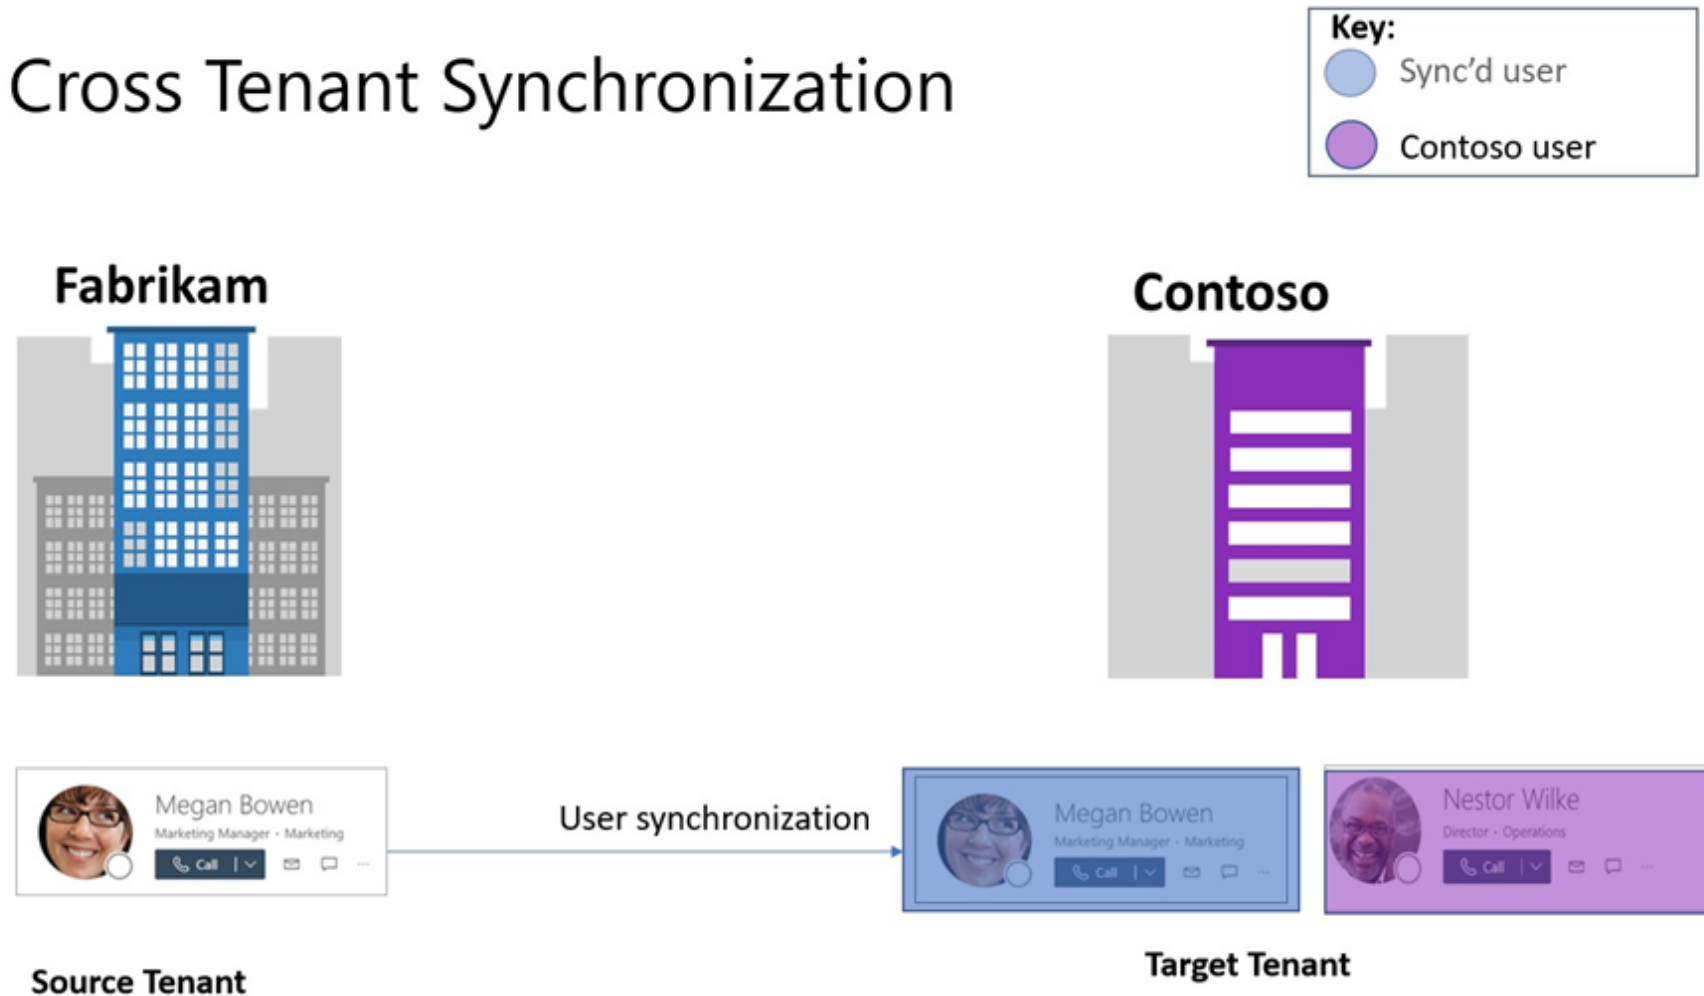 Cross Tenant Synchronization
Key:
Sync'd user
Contoso user
Fabrikam
Contoso
Megan Bowen
Marketing Manager • Marketing
Call
User synchronization
Megan Bowen
Marketing Manager • Marketing
Call
Nestor Wilke
Director • Operations
Call
Source Tenant
Target Tenant